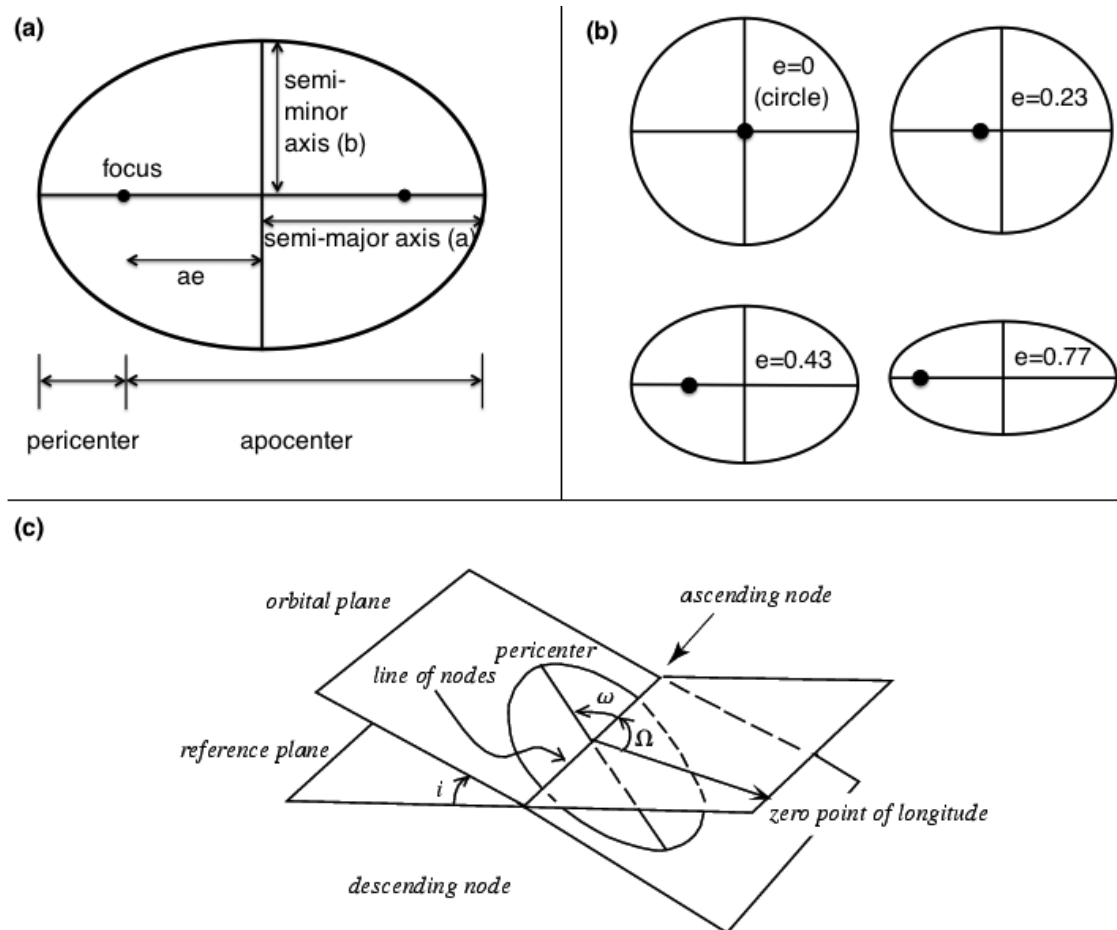 (a)
semi-
minor
axis (b)
focus
semi-major axis (a)
ae
pericenter
apocenter
(b)
e=0
(circle)
e=0.23
e=0.43
e=0.77
(c)
orbital plane
ascending node
pericenter
line of nodes
ω
Ω
reference plane
i
zero point of longitude
descending node